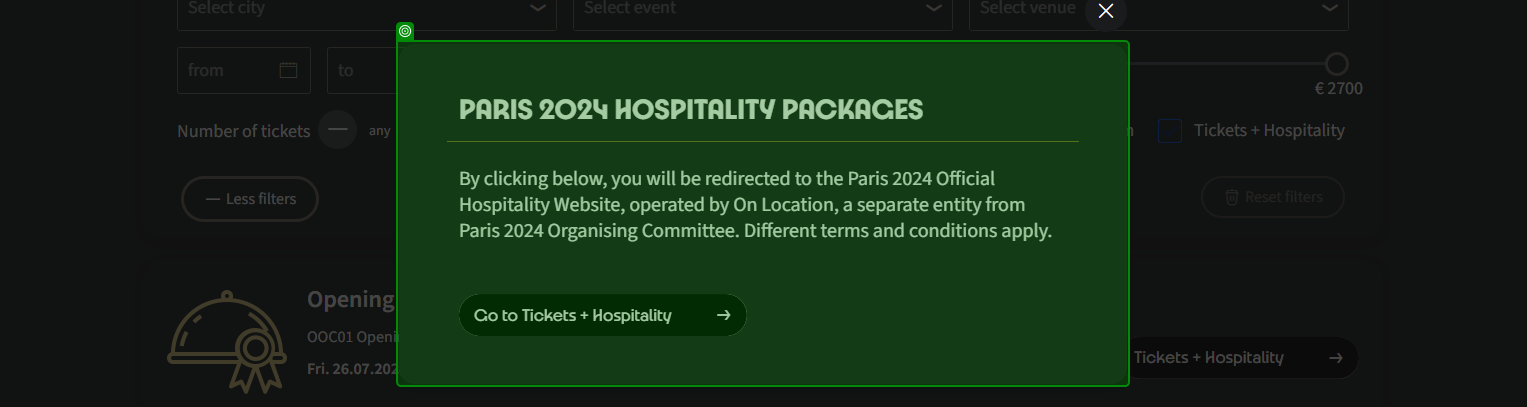 Select city
Select event
Select venue
from
to
€ 2700
Number of tickets
any
Tickets + Hospitality
Less filters
Reset filters
PARIS 2024 HOSPITALITY PACKAGES
By clicking below, you will be redirected to the Paris 2024 Official
Hospitality Website, operated by On Location, a separate entity from
Paris 2024 Organising Committee. Different terms and conditions apply.
Go to Tickets + Hospitality
Opening
OOC01 Openi
Fri. 26.07.202
Tickets + Hospitality